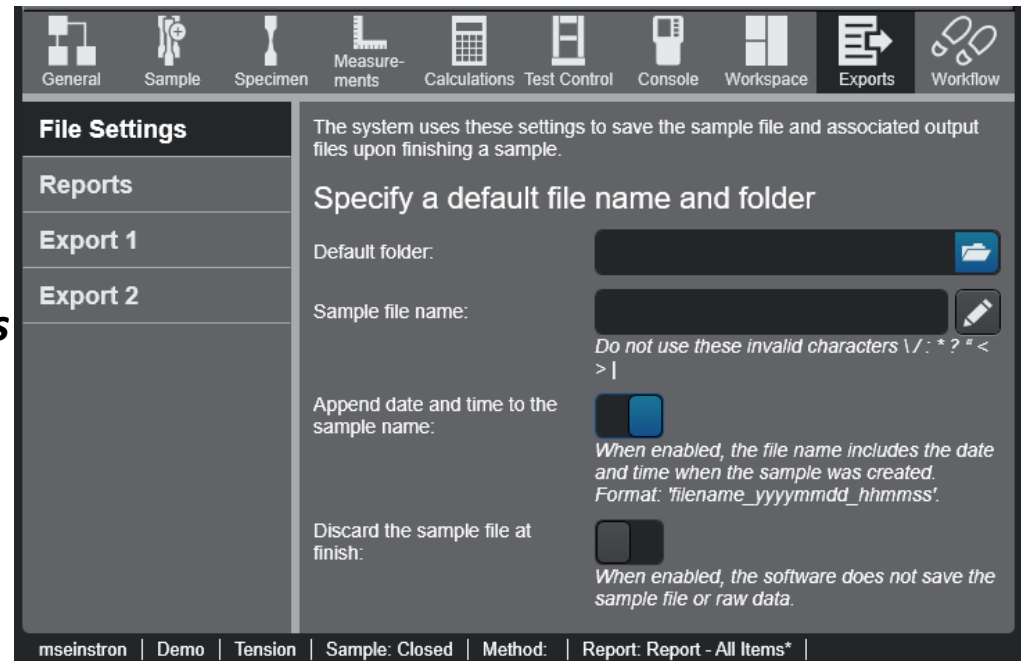 General
Sample
Specimen
Measure-
ments
Calculations
Test Control
Console
Workspace
Exports
Workflow
File Settings
Reports
Export 1
Export 2
s
The system uses these settings to save the sample file and associated output
files upon finishing a sample.
Specify a default file name and folder
Default folder:
Sample file name:
Do not use these invalid characters \ / : * ? " <
> |
Append date and time to the
sample name:
When enabled, the file name includes the date
and time when the sample was created.
Format: 'filename_yyyymmdd_hhmmss'.
Discard the sample file at
finish:
When enabled, the software does not save the
sample file or raw data.
mseinstron | Demo | Tension | Sample: Closed | Method: | Report: Report - All Items* |